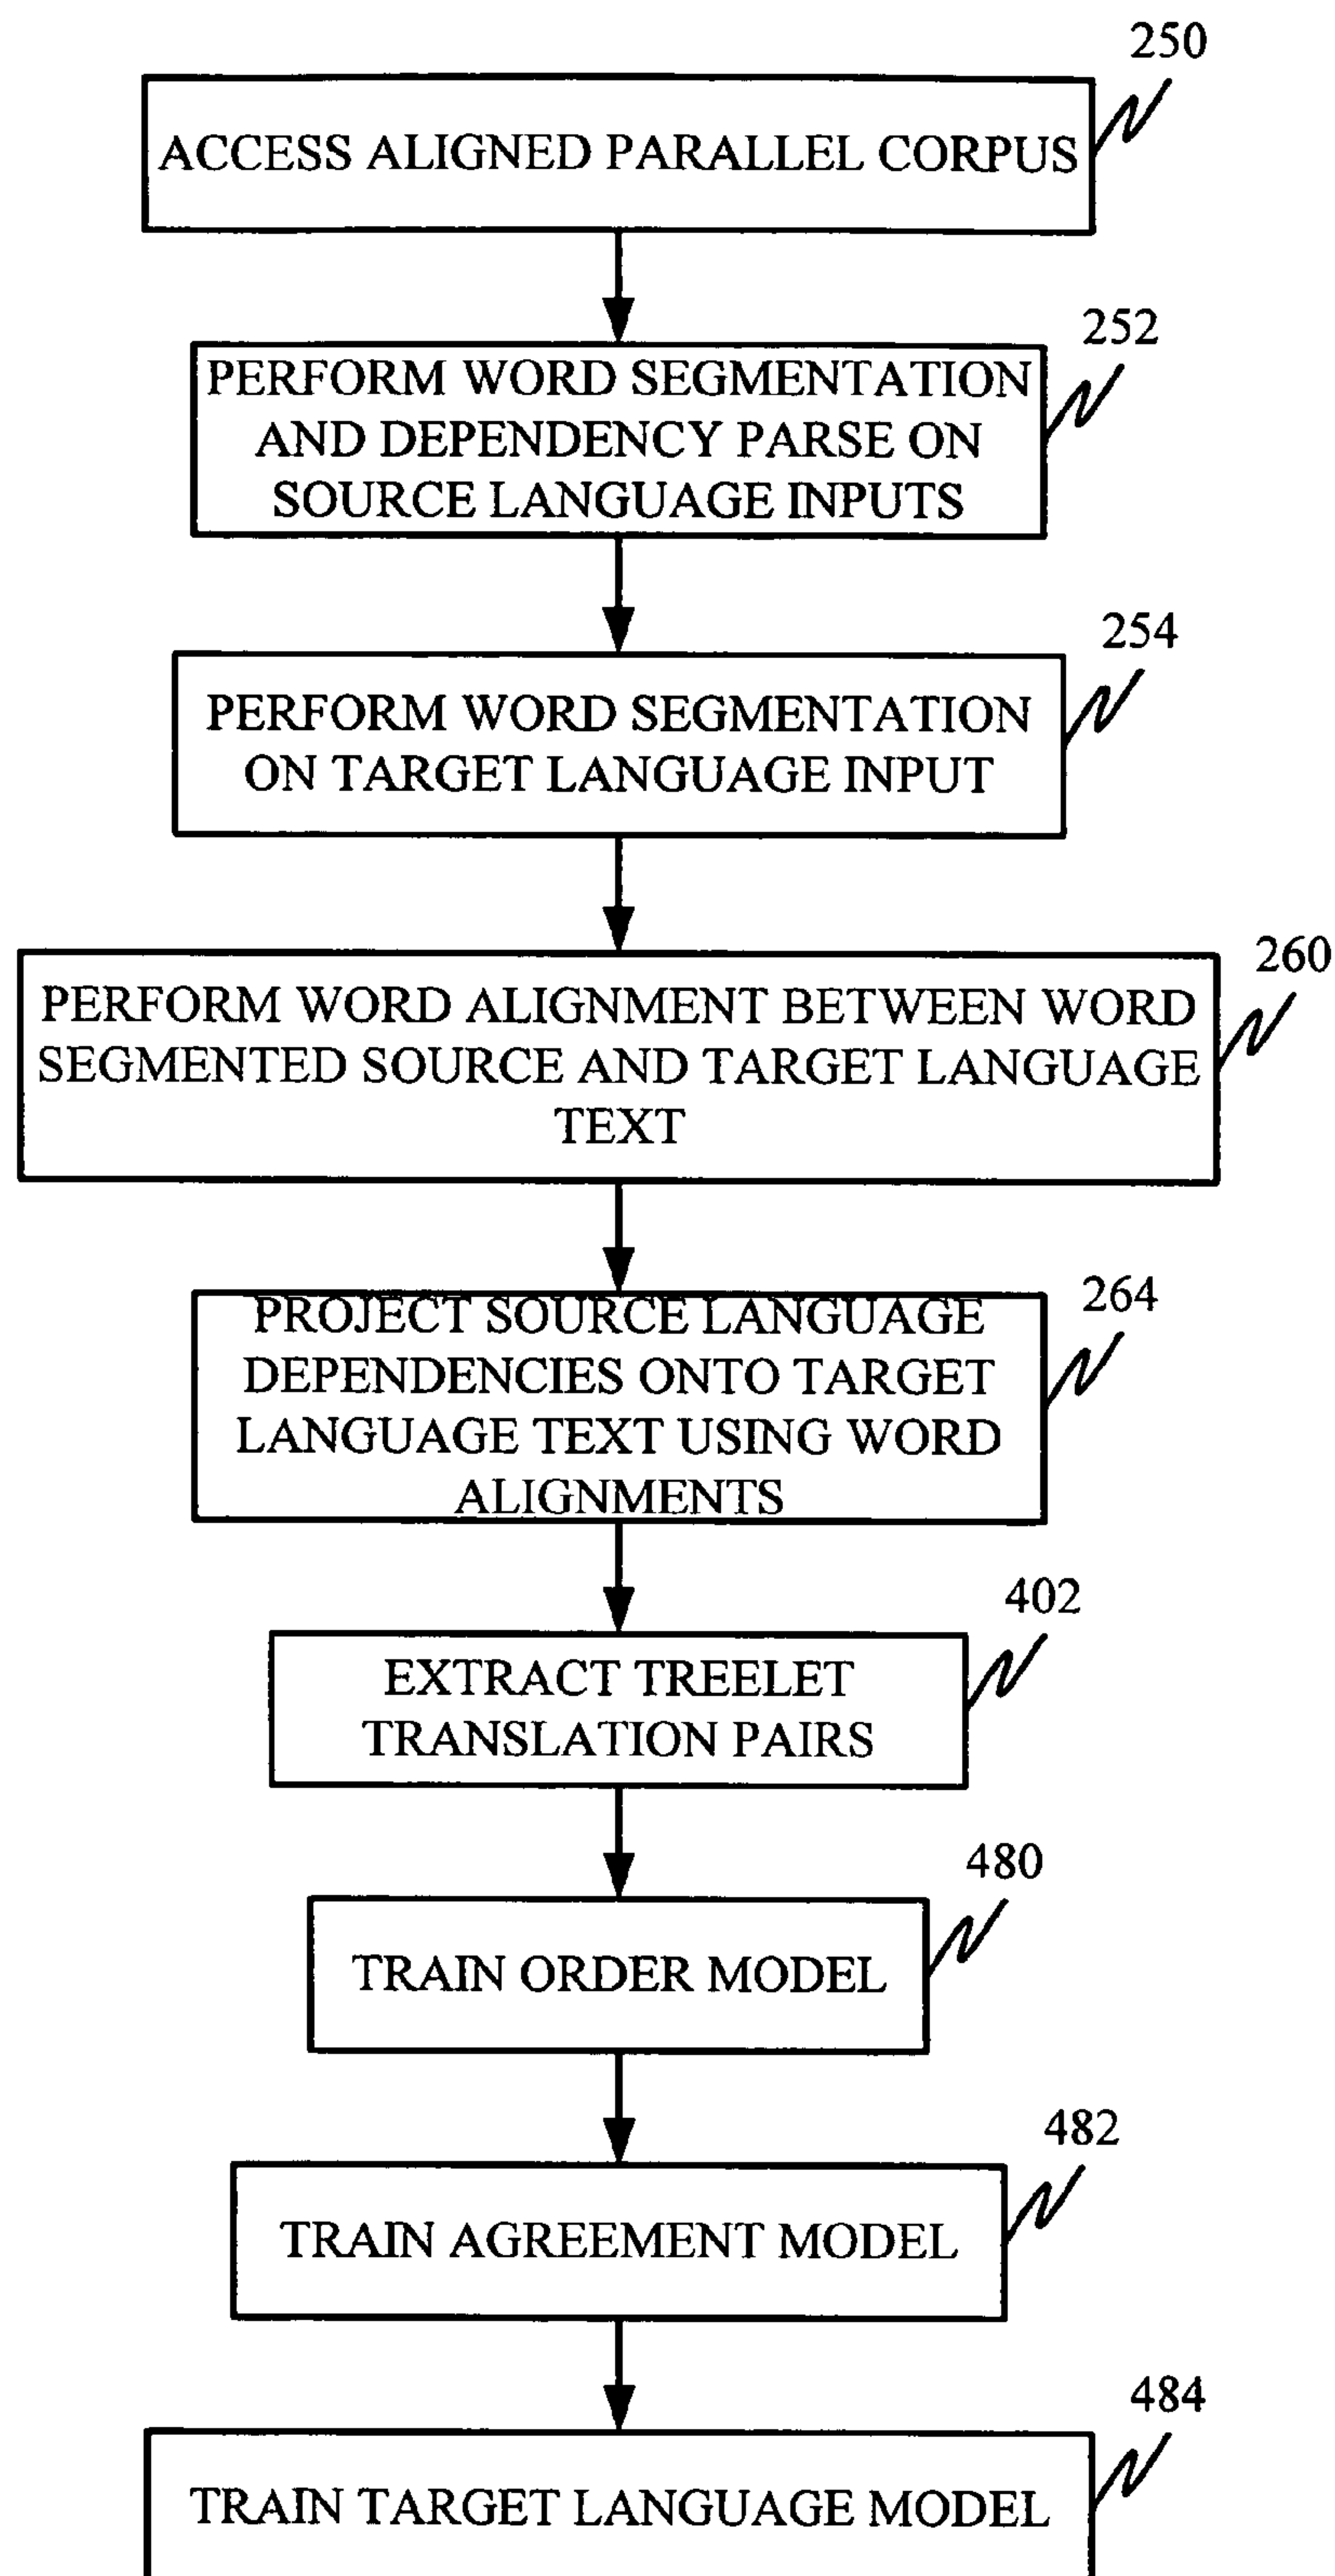 250
ACCESS ALIGNED PARALLEL CORPUS
252
PERFORM WORD SEGMENTATION
AND DEPENDENCY PARSE ON
SOURCE LANGUAGE INPUTS
254
PERFORM WORD SEGMENTATION
ON TARGET LANGUAGE INPUT
260
PERFORM WORD ALIGNMENT BETWEEN WORD
SEGMENTED SOURCE AND TARGET LANGUAGE
TEXT
264
PROJECT SOURCE LANGUAGE
DEPENDENCIES ONTO TARGET
LANGUAGE TEXT USING WORD
ALIGNMENTS
402
EXTRACT TREELET
TRANSLATION PAIRS
480
TRAIN ORDER MODEL
482
TRAIN AGREEMENT MODEL
484
TRAIN TARGET LANGUAGE MODEL